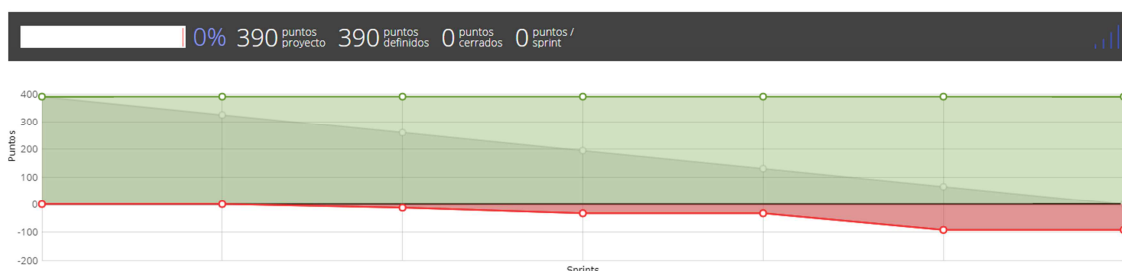 0% 390 puntos proyecto 390 puntos definidos 0 puntos cerrados 0 puntos / sprint
400
300
200
100
0
-100
-200
Puntos
Sprints